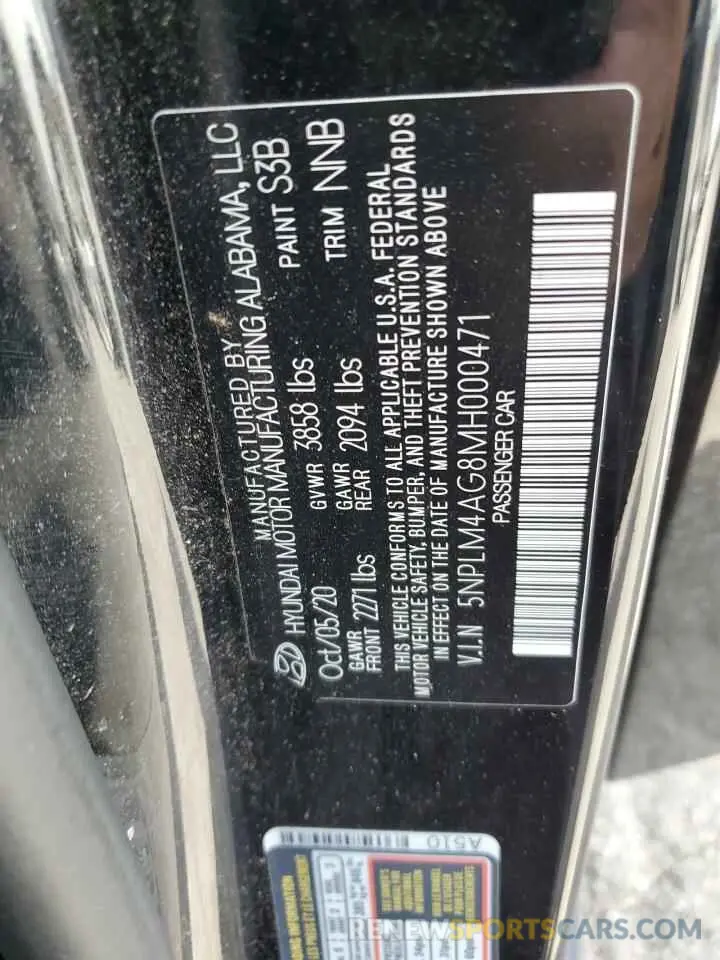 MANUFACTURED BY
HYUNDAI MOTOR MANUFACTURING ALABAMA, LLC
Oct/05/20 GVWR 3858 lbs PAINT S3B
GAWR FRONT 2271 lbs GAWR REAR 2094 lbs TRIM NNB
THIS VEHICLE CONFORMS TO ALL APPLICABLE U.S.A. FEDERAL
MOTOR VEHICLE SAFETY, BUMPER, AND THEFT PREVENTION STANDARDS
IN EFFECT ON THE DATE OF MANUFACTURE SHOWN ABOVE
V.I.N 5NPLM4AG8MH000471
PASSENGER CAR
A510
INFORMATION
RENEWSPORTSCARS.COM